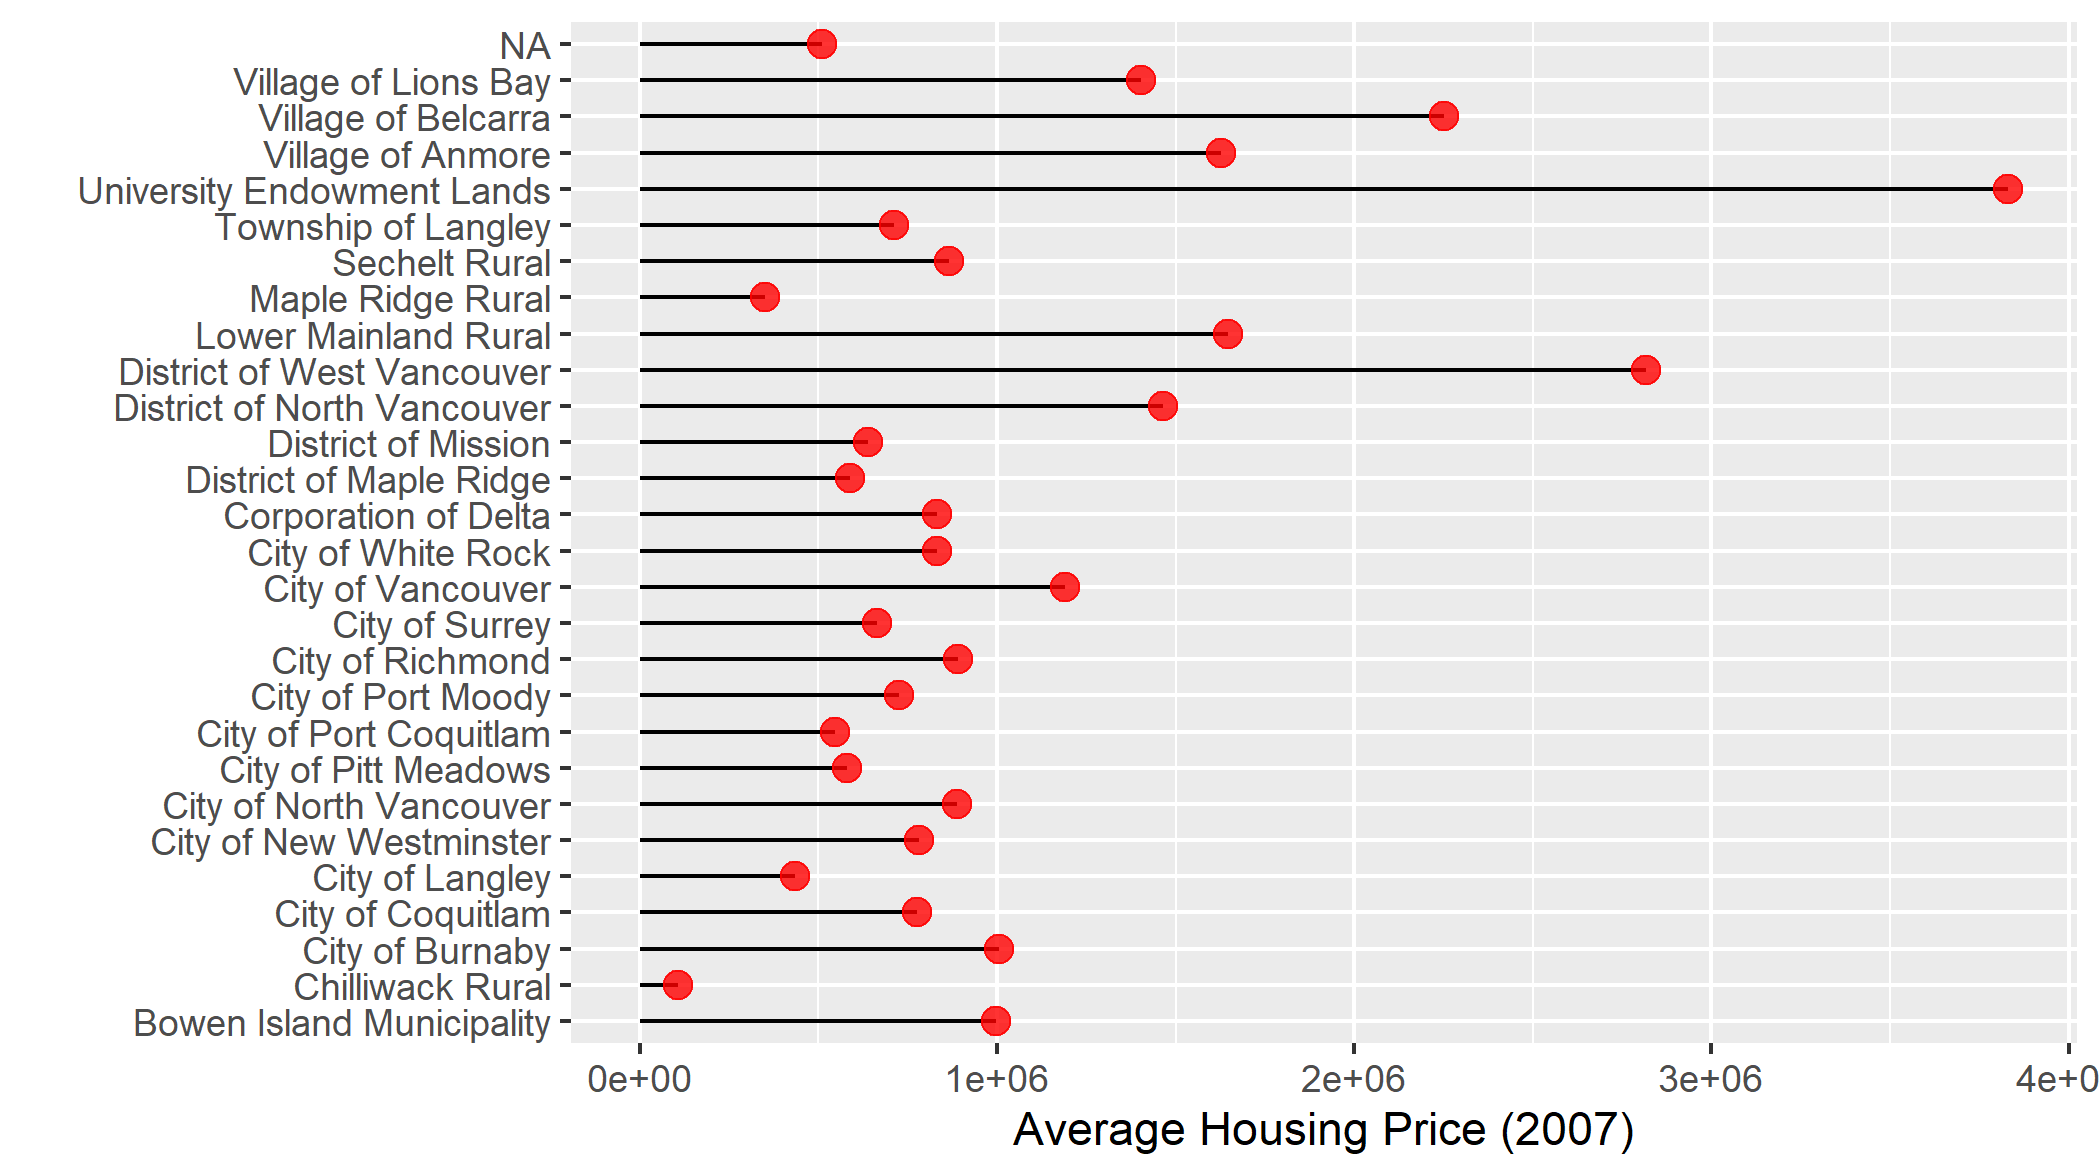 NA
Village of Lions Bay
Village of Belcarra
Village of Anmore
University Endowment Lands
Township of Langley
Sechelt Rural
Maple Ridge Rural
Lower Mainland Rural
District of West Vancouver
District of North Vancouver
District of Mission
District of Maple Ridge
Corporation of Delta
City of White Rock
City of Vancouver
City of Surrey
City of Richmond
City of Port Moody
City of Port Coquitlam
City of Pitt Meadows
City of North Vancouver
City of New Westminster
City of Langley
City of Coquitlam
City of Burnaby
Chilliwack Rural
Bowen Island Municipality
0e+00 1e+06 2e+06 3e+06 4e+0
Average Housing Price (2007)